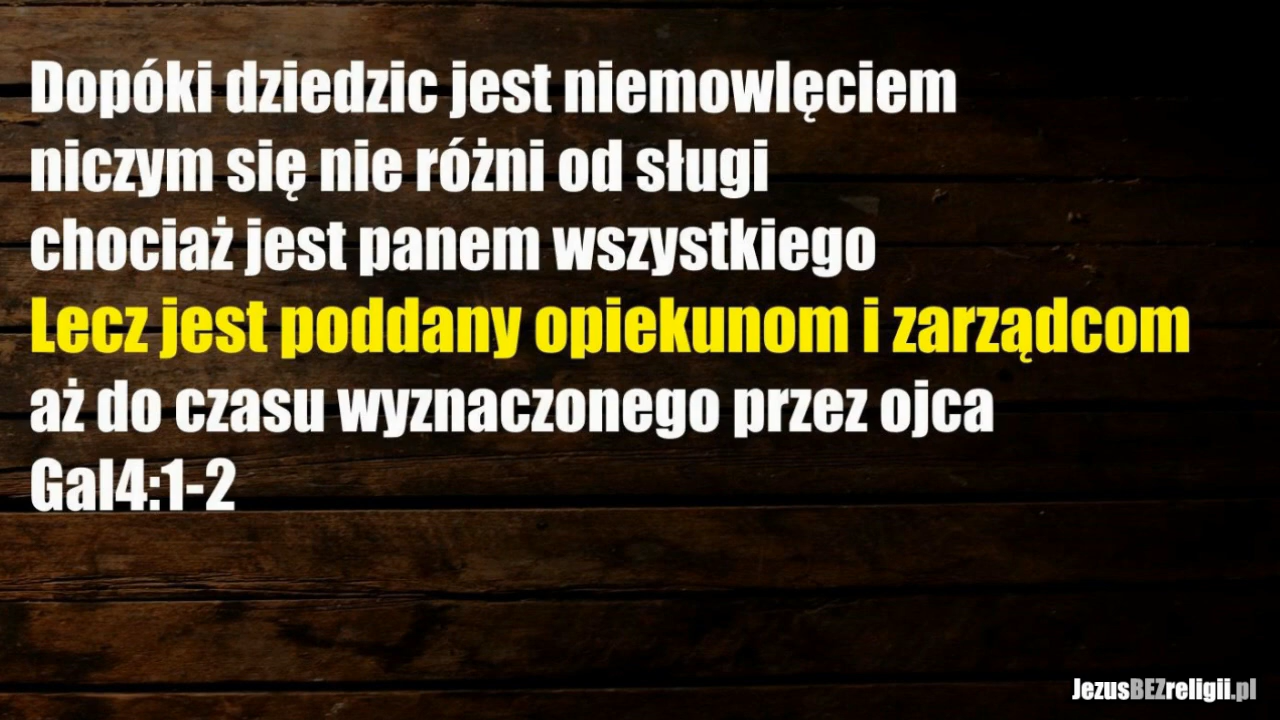 Dopóki dziedzic jest niemowlęciem
niczym się nie różni od sługi
chociaż jest panem wszystkiego
Lecz jest poddany opiekunom i zarządcom
aż do czasu wyznaczonego przez ojca
Gal4:1-2
JezusBEZreligii.pl